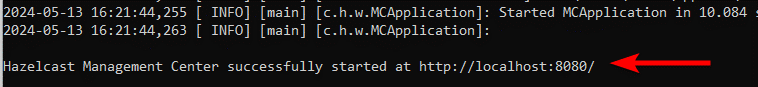 2024-05-13 16:21:44,255 [ INFO] [main] [c.h.w.MCApplication]: Started MCApplication in 10.084 s
2024-05-13 16:21:44,263 [ INFO] [main] [c.h.w.MCApplication]:
Hazelcast Management Center successfully started at http://localhost:8080/